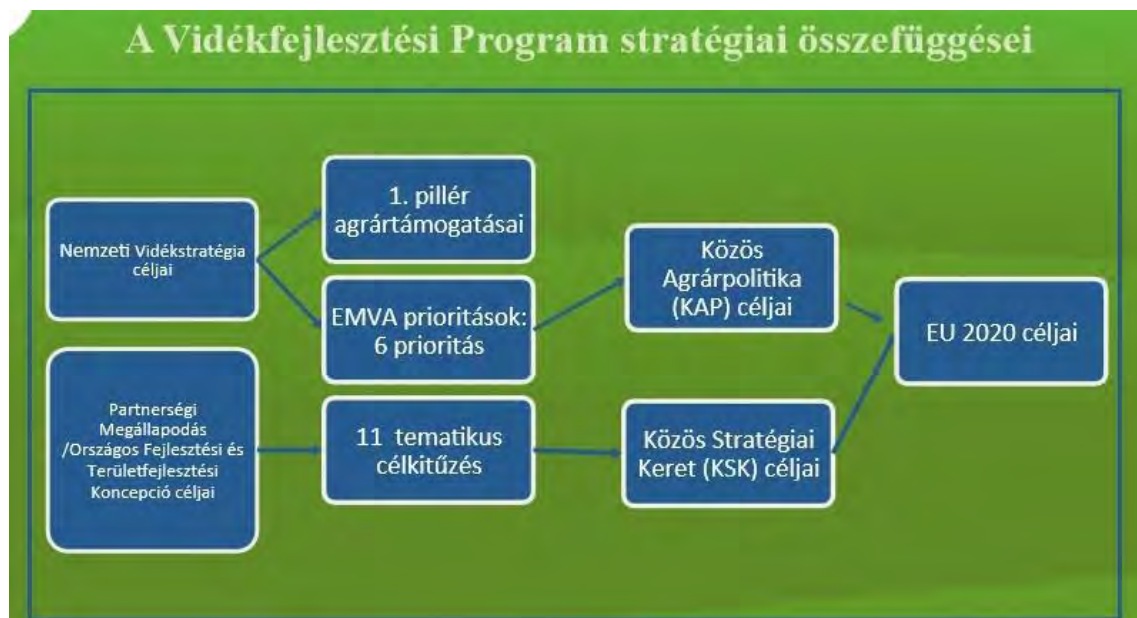 A Vidékfejlesztési Program stratégiai összefüggései
1. pillér
agrártámogatásai
Nemzeti Vidékstratégia
céljai
EMVA prioritások:
6 prioritás
Közös
Agrárpolitika
(KAP) céljai
EU 2020 céljai
Partnerségi
Megállapodás
/Országos Fejlesztési és
Területfejlesztési
Koncepció céljai
11 tematikus
célkitűzés
Közös Stratégiai
Keret (KSK) céljai